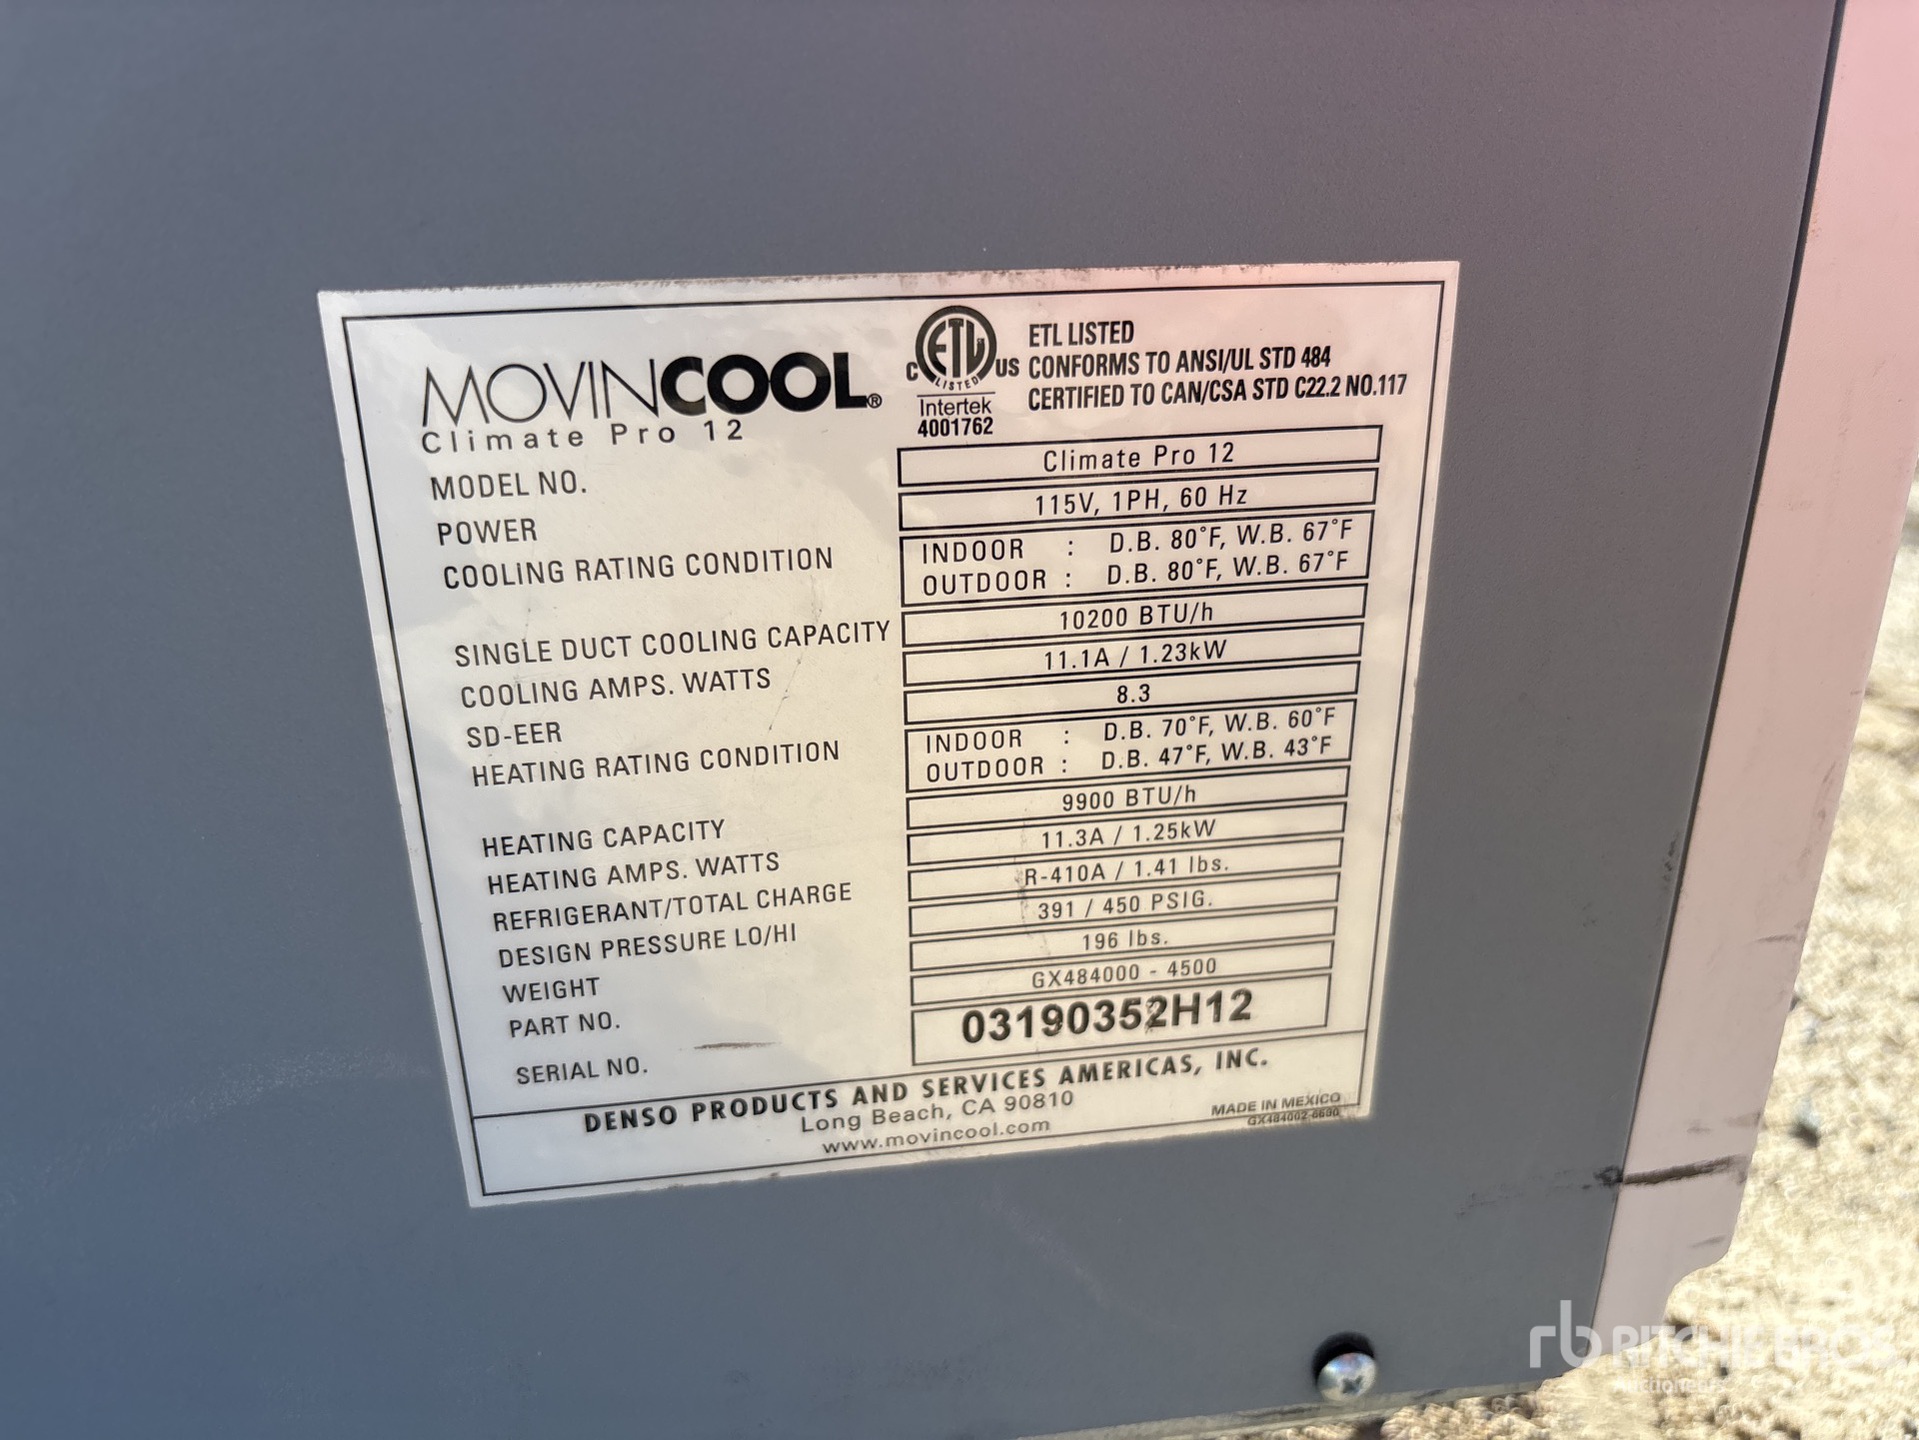 MOVINCOOL®
Climate Pro 12
C ETL US
LISTED
Intertek
4001762
ETL LISTED
CONFORMS TO ANSI/UL STD 484
CERTIFIED TO CAN/CSA STD C22.2 NO.117
MODEL NO. Climate Pro 12
POWER 115V, 1PH, 60 Hz
COOLING RATING CONDITION INDOOR : D.B. 80°F, W.B. 67°F
OUTDOOR : D.B. 80°F, W.B. 67°F
SINGLE DUCT COOLING CAPACITY 10200 BTU/h
COOLING AMPS. WATTS 11.1A / 1.23kW
SD-EER 8.3
HEATING RATING CONDITION INDOOR : D.B. 70°F, W.B. 60°F
OUTDOOR : D.B. 47°F, W.B. 43°F
HEATING CAPACITY 9900 BTU/h
HEATING AMPS. WATTS 11.3A / 1.25kW
REFRIGERANT/TOTAL CHARGE R-410A / 1.41 lbs.
DESIGN PRESSURE LO/HI 391 / 450 PSIG.
WEIGHT 196 lbs.
PART NO. GX484000 - 4500
SERIAL NO. 03190352H12
DENSO PRODUCTS AND SERVICES AMERICAS, INC.
Long Beach, CA 90810
www.movincool.com
MADE IN MEXICO
GX484002-6600
rb RITCHIE BROS
Auctioneers